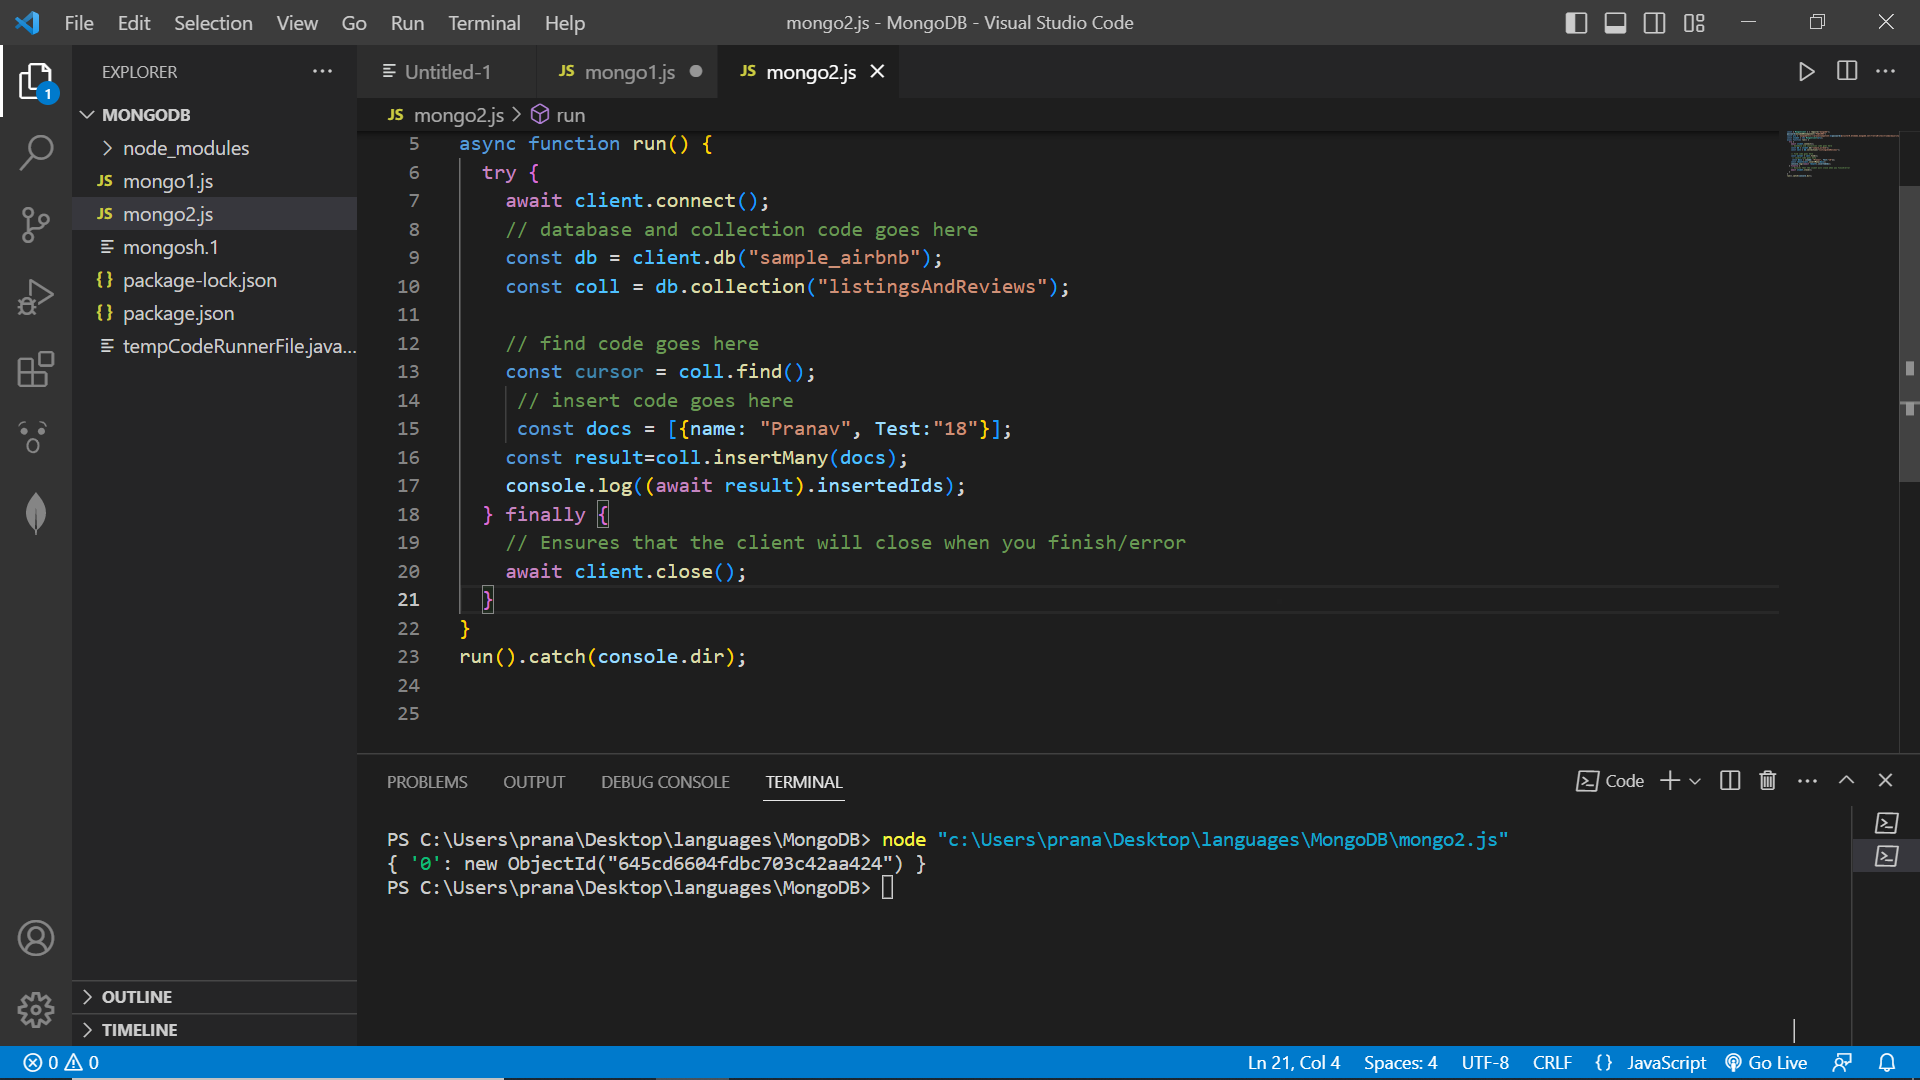 File Edit Selection View Go Run Terminal Help
mongo2.js - MongoDB - Visual Studio Code
1
EXPLORER
MONGODB
node_modules
JS mongo1.js
JS mongo2.js
mongosh.1
{} package-lock.json
{} package.json
tempCodeRunnerFile.java...
OUTLINE
TIMELINE
Untitled-1
JS mongo1.js
JS mongo2.js
JS mongo2.js > run
5 async function run() {
6 try {
7 await client.connect();
8 // database and collection code goes here
9 const db = client.db("sample_airbnb");
10 const coll = db.collection("listingsAndReviews");
11
12 // find code goes here
13 const cursor = coll.find();
14 // insert code goes here
15 const docs = [{name: "Pranav", Test:"18"}];
16 const result=coll.insertMany(docs);
17 console.log((await result).insertedIds);
18 } finally {
19 // Ensures that the client will close when you finish/error
20 await client.close();
21 }
22 }
23 run().catch(console.dir);
24
25
PROBLEMS OUTPUT DEBUG CONSOLE TERMINAL
Code
PS C:\Users\prana\Desktop\languages\MongoDB> node "c:\Users\prana\Desktop\languages\MongoDB\mongo2.js"
{ '0': new ObjectId("645cd6604fdbc703c42aa424") }
PS C:\Users\prana\Desktop\languages\MongoDB>
0 0
Ln 21, Col 4 Spaces: 4 UTF-8 CRLF {} JavaScript Go Live